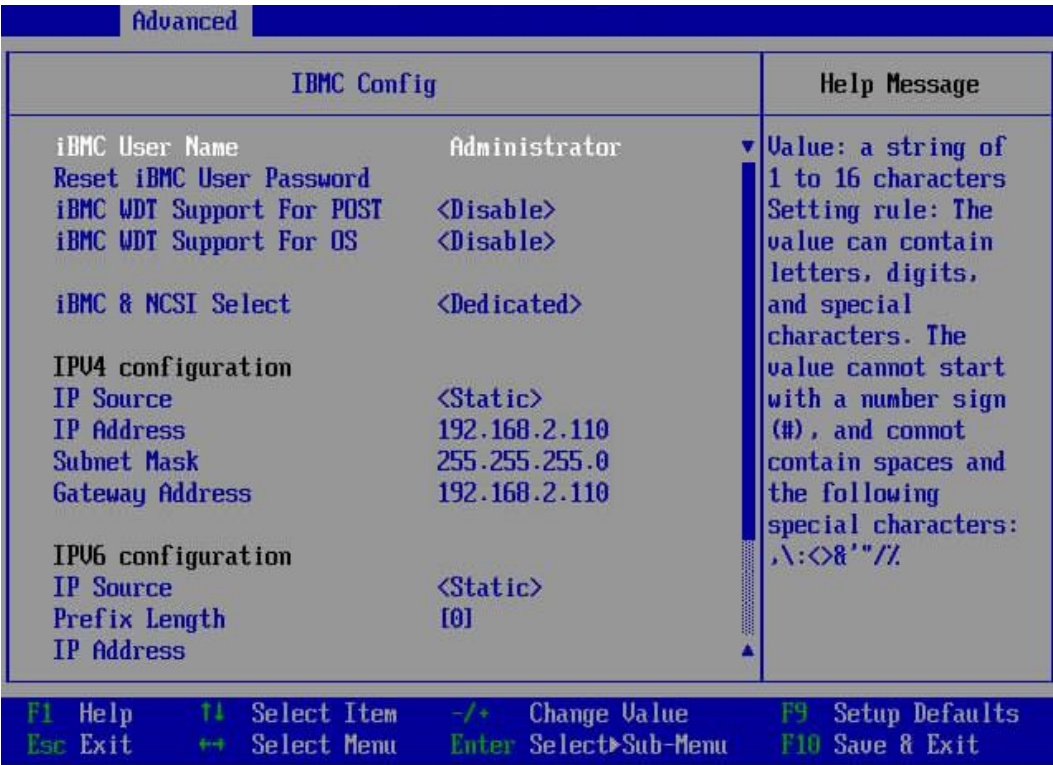 Advanced
IBMC Config
Help Message
iBMC User Name Administrator
Reset iBMC User Password
iBMC WDT Support For POST <Disable>
iBMC WDT Support For OS <Disable>
iBMC & NCSI Select <Dedicated>
IPV4 configuration
IP Source <Static>
IP Address 192.168.2.110
Subnet Mask 255.255.255.0
Gateway Address 192.168.2.110
IPV6 configuration
IP Source <Static>
Prefix Length [0]
IP Address
Value: a string of
1 to 16 characters
Setting rule: The
value can contain
letters, digits,
and special
characters. The
value cannot start
with a number sign
(#), and connot
contain spaces and
the following
special characters:
,\:<>&'"/%
F1 Help ↑↓ Select Item -/+ Change Value F9 Setup Defaults
Esc Exit ↔ Select Menu Enter Select▶Sub-Menu F10 Save & Exit